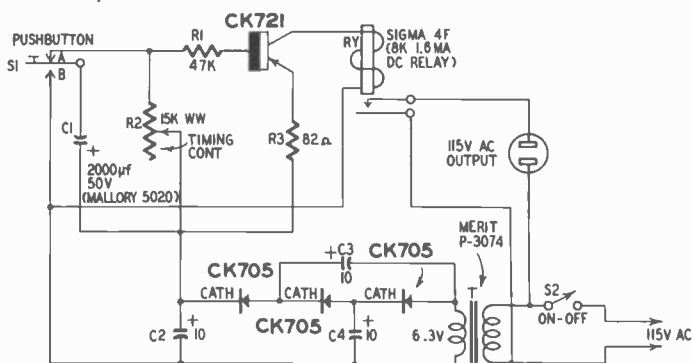 CK721
PUSHBUTTON
S1
A
B
R1
47K
RY
SIGMA 4F
(8K 1.6MA
DC RELAY)
C1
+
2000µf
50V
(MALLORY 5020)
R2
15K WW
TIMING
CONT
R3
82Ω
115V AC
OUTPUT
MERIT
P-3074
CK705
+C3
10
CK705
CATH
CATH
CATH
CK705
C2
+
10
C4
+
10
6.3V
T
S2
ON-OFF
115V AC